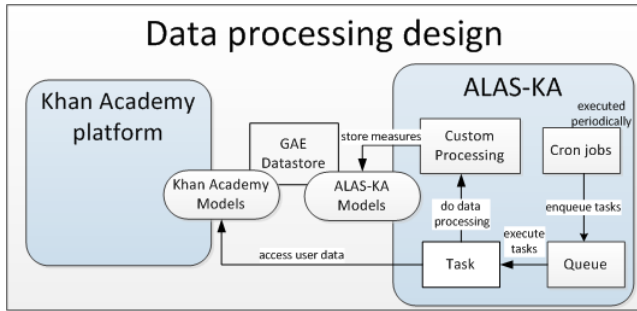 Data processing design
Khan Academy
platform
ALAS-KA
executed
periodically
GAE
Datastore
store measures
Custom
Processing
Cron jobs
Khan Academy
Models
ALAS-KA
Models
do data
processing
enqueue tasks
access user data
Task
execute
tasks
Queue